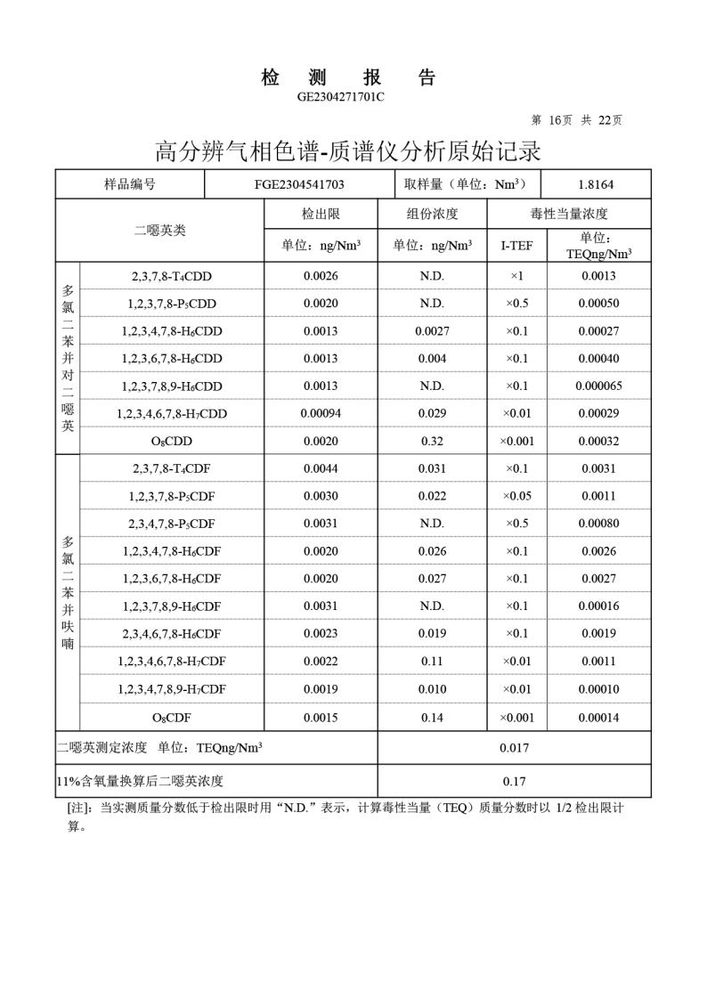 检 测 报 告
GE2304271701C
第 16页 共 22页
高分辨气相色谱-质谱仪分析原始记录
样品编号 FGE2304541703 取样量（单位：Nm³） 1.8164
二噁英类 检出限 组份浓度 毒性当量浓度
单位：ng/Nm³ 单位：ng/Nm³ I-TEF 单位：TEQng/Nm³
多氯二苯并对二噁英
2,3,7,8-T₄CDD 0.0026 N.D. ×1 0.0013
1,2,3,7,8-P₅CDD 0.0020 N.D. ×0.5 0.00050
1,2,3,4,7,8-H₆CDD 0.0013 0.0027 ×0.1 0.00027
1,2,3,6,7,8-H₆CDD 0.0013 0.004 ×0.1 0.00040
1,2,3,7,8,9-H₆CDD 0.0013 N.D. ×0.1 0.000065
1,2,3,4,6,7,8-H₇CDD 0.00094 0.029 ×0.01 0.00029
O₈CDD 0.0020 0.32 ×0.001 0.00032
多氯二苯并呋喃
2,3,7,8-T₄CDF 0.0044 0.031 ×0.1 0.0031
1,2,3,7,8-P₅CDF 0.0030 0.022 ×0.05 0.0011
2,3,4,7,8-P₅CDF 0.0031 N.D. ×0.5 0.00080
1,2,3,4,7,8-H₆CDF 0.0020 0.026 ×0.1 0.0026
1,2,3,6,7,8-H₆CDF 0.0020 0.027 ×0.1 0.0027
1,2,3,7,8,9-H₆CDF 0.0031 N.D. ×0.1 0.00016
2,3,4,6,7,8-H₆CDF 0.0023 0.019 ×0.1 0.0019
1,2,3,4,6,7,8-H₇CDF 0.0022 0.11 ×0.01 0.0011
1,2,3,4,7,8,9-H₇CDF 0.0019 0.010 ×0.01 0.00010
O₈CDF 0.0015 0.14 ×0.001 0.00014
二噁英测定浓度 单位：TEQng/Nm³ 0.017
11%含氧量换算后二噁英浓度 0.17
[注]：当实测质量分数低于检出限时用“N.D.”表示，计算毒性当量（TEQ）质量分数时以 1/2 检出限计
算。